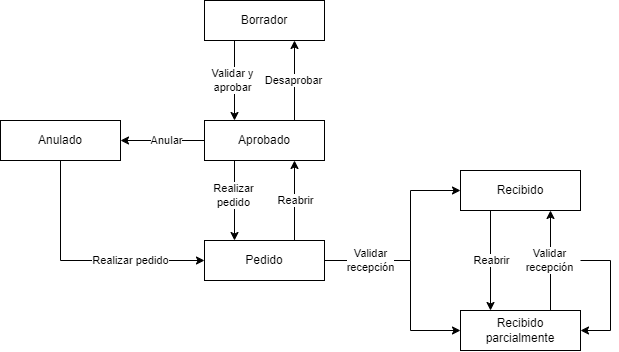 Borrador
Validar y
aprobar
Desaprobar
Anulado
Anular
Aprobado
Realizar
pedido
Reabrir
Recibido
Realizar pedido
Pedido
Validar
recepción
Reabrir
Validar
recepción
Recibido
parcialmente